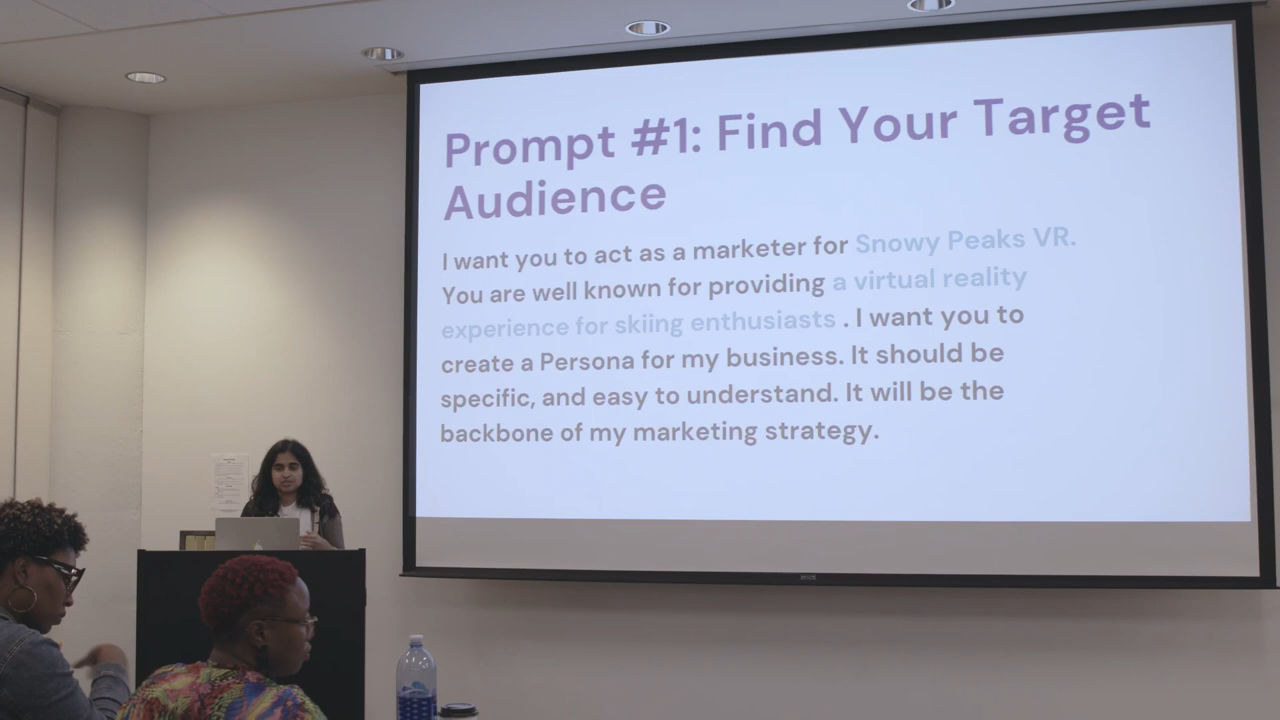 Prompt #1: Find Your Target
Audience
I want you to act as a marketer for Snowy Peaks VR.
You are well known for providing a virtual reality
experience for skiing enthusiasts . I want you to
create a Persona for my business. It should be
specific, and easy to understand. It will be the
backbone of my marketing strategy.